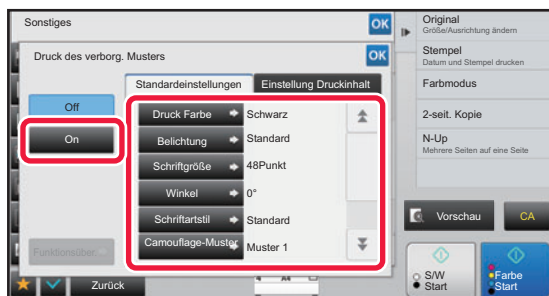 Sonstiges
OK
Druck des verborg. Musters
OK
Standardeinstellungen
Einstellung Druckinhalt
Off
On
Druck Farbe
Schwarz
Belichtung
Standard
Schriftgröße
48Punkt
Winkel
0°
Schriftartstil
Standard
Camouflage-Muster
Muster 1
Funktionsüber.
Zurück
A4
Original
Größe/Ausrichtung ändern
Stempel
Datum und Stempel drucken
Farbmodus
2-seit. Kopie
N-Up
Mehrere Seiten auf eine Seite
Vorschau
CA
S/W
Start
Farbe
Start